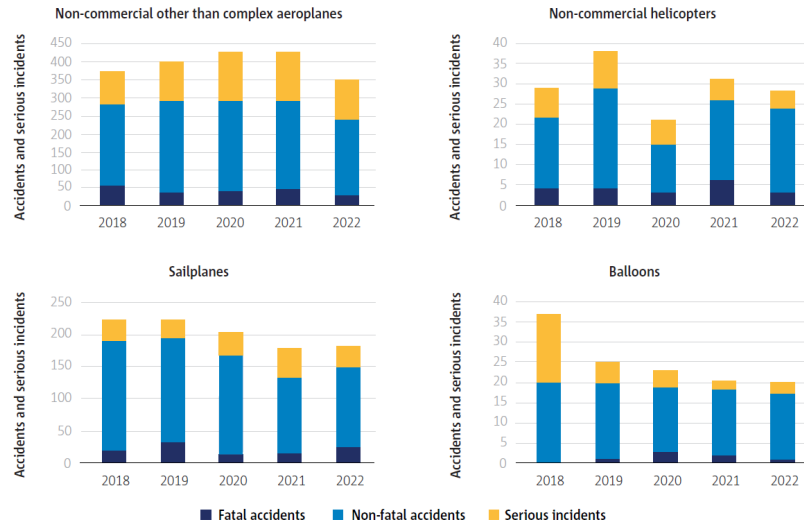 Non-commercial other than complex aeroplanes
Accidents and serious incidents
450
400
350
300
250
200
150
100
50
0
2018 2019 2020 2021 2022
Non-commercial helicopters
Accidents and serious incidents
40
35
30
25
20
15
10
5
0
2018 2019 2020 2021 2022
Sailplanes
Accidents and serious incidents
250
200
150
100
50
0
2018 2019 2020 2021 2022
Balloons
Accidents and serious incidents
40
35
30
25
20
15
10
5
0
2018 2019 2020 2021 2022
Fatal accidents Non-fatal accidents Serious incidents